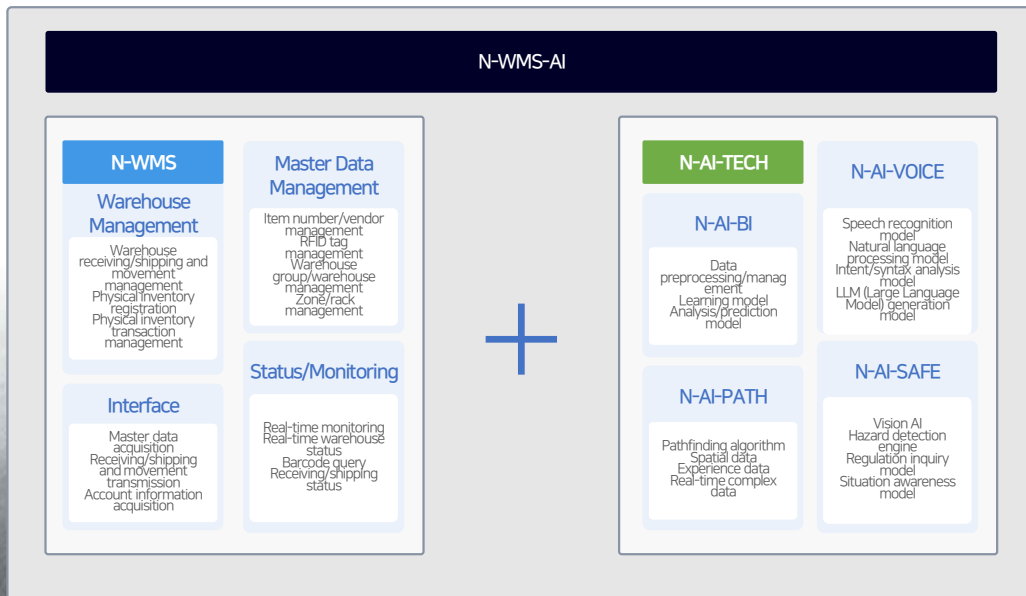 N-WMS-AI
N-WMS
Warehouse
Management
Warehouse
receiving/shipping and
movement
management
Physical inventory
registration
Physical inventory
transaction
management
Master Data
Management
Item number/vendor
management
RFID tag
management
Warehouse
group/warehouse
management
Zone/rack
management
Interface
Master data
acquisition
Receiving/shipping
and movement
transmission
Account information
acquisition
Status/Monitoring
Real-time monitoring
Real-time warehouse
status
Barcode query
Receiving/shipping
status
N-AI-TECH
N-AI-BI
Data
preprocessing/manag
ement
Learning model
Analysis/prediction
model
N-AI-VOICE
Speech recognition
model
Natural language
processing model
Intent/syntax analysis
model
LLM (Large Language
Model) generation
model
N-AI-PATH
Pathfinding algorithm
Spatial data
Experience data
Real-time complex
data
N-AI-SAFE
Vision AI
Hazard detection
engine
Regulation inquiry
model
Situation awareness
model